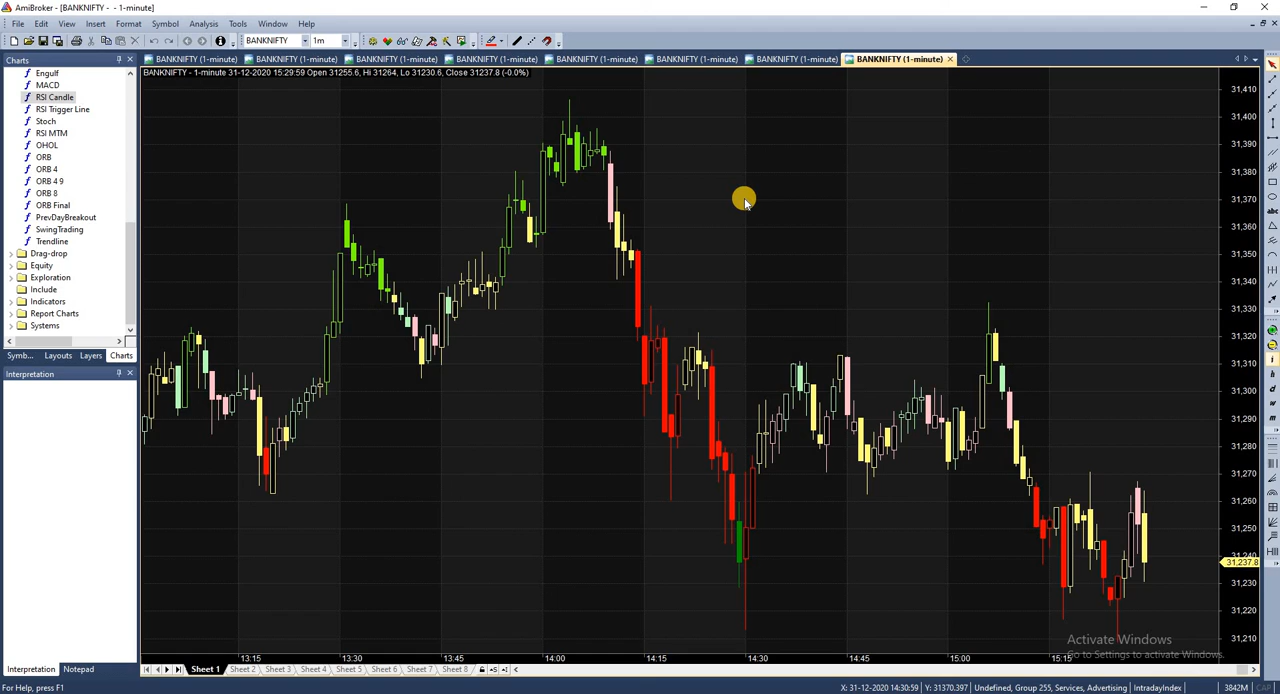 AmiBroker - [BANKNIFTY - - 1-minute]
File Edit View Insert Format Symbol Analysis Tools Window Help
BANKNIFTY 1m
Charts
BANKNIFTY (1-minute) BANKNIFTY (1-minute) BANKNIFTY (1-minute) BANKNIFTY (1-minute) BANKNIFTY (1-minute) BANKNIFTY (1-minute) BANKNIFTY (1-minute) BANKNIFTY (1-minute)
BANKNIFTY - 1-minute 31-12-2020 15:29:59 Open 31255.6, Hi 31264, Lo 31230.6, Close 31237.8 (-0.0%)
Engulf
MACD
RSI Candle
RSI Trigger Line
Stoch
RSI MTM
OHOL
ORB
ORB 4
ORB 4 9
ORB 8
ORB Final
PrevDayBreakout
SwingTrading
Trendline
Drag-drop
Equity
Exploration
Include
Indicators
Report Charts
Systems
Symb... Layouts Layers Charts
Interpretation
31,410
31,400
31,390
31,380
31,370
31,360
31,350
31,340
31,330
31,320
31,310
31,300
31,290
31,280
31,270
31,260
31,250
31,240
31,237.8
31,230
31,220
31,210
Activate Windows
Go to Settings to activate Windows.
13:15 13:30 13:45 14:00 14:15 14:30 14:45 15:00 15:15
Interpretation Notepad
Sheet 1 Sheet 2 Sheet 3 Sheet 4 Sheet 5 Sheet 6 Sheet 7 Sheet 8
For Help, press F1
X: 31-12-2020 14:30:59 Y: 31370.397 Undefined, Group 255, Services, Advertising IntradayIndex 3842M CAP